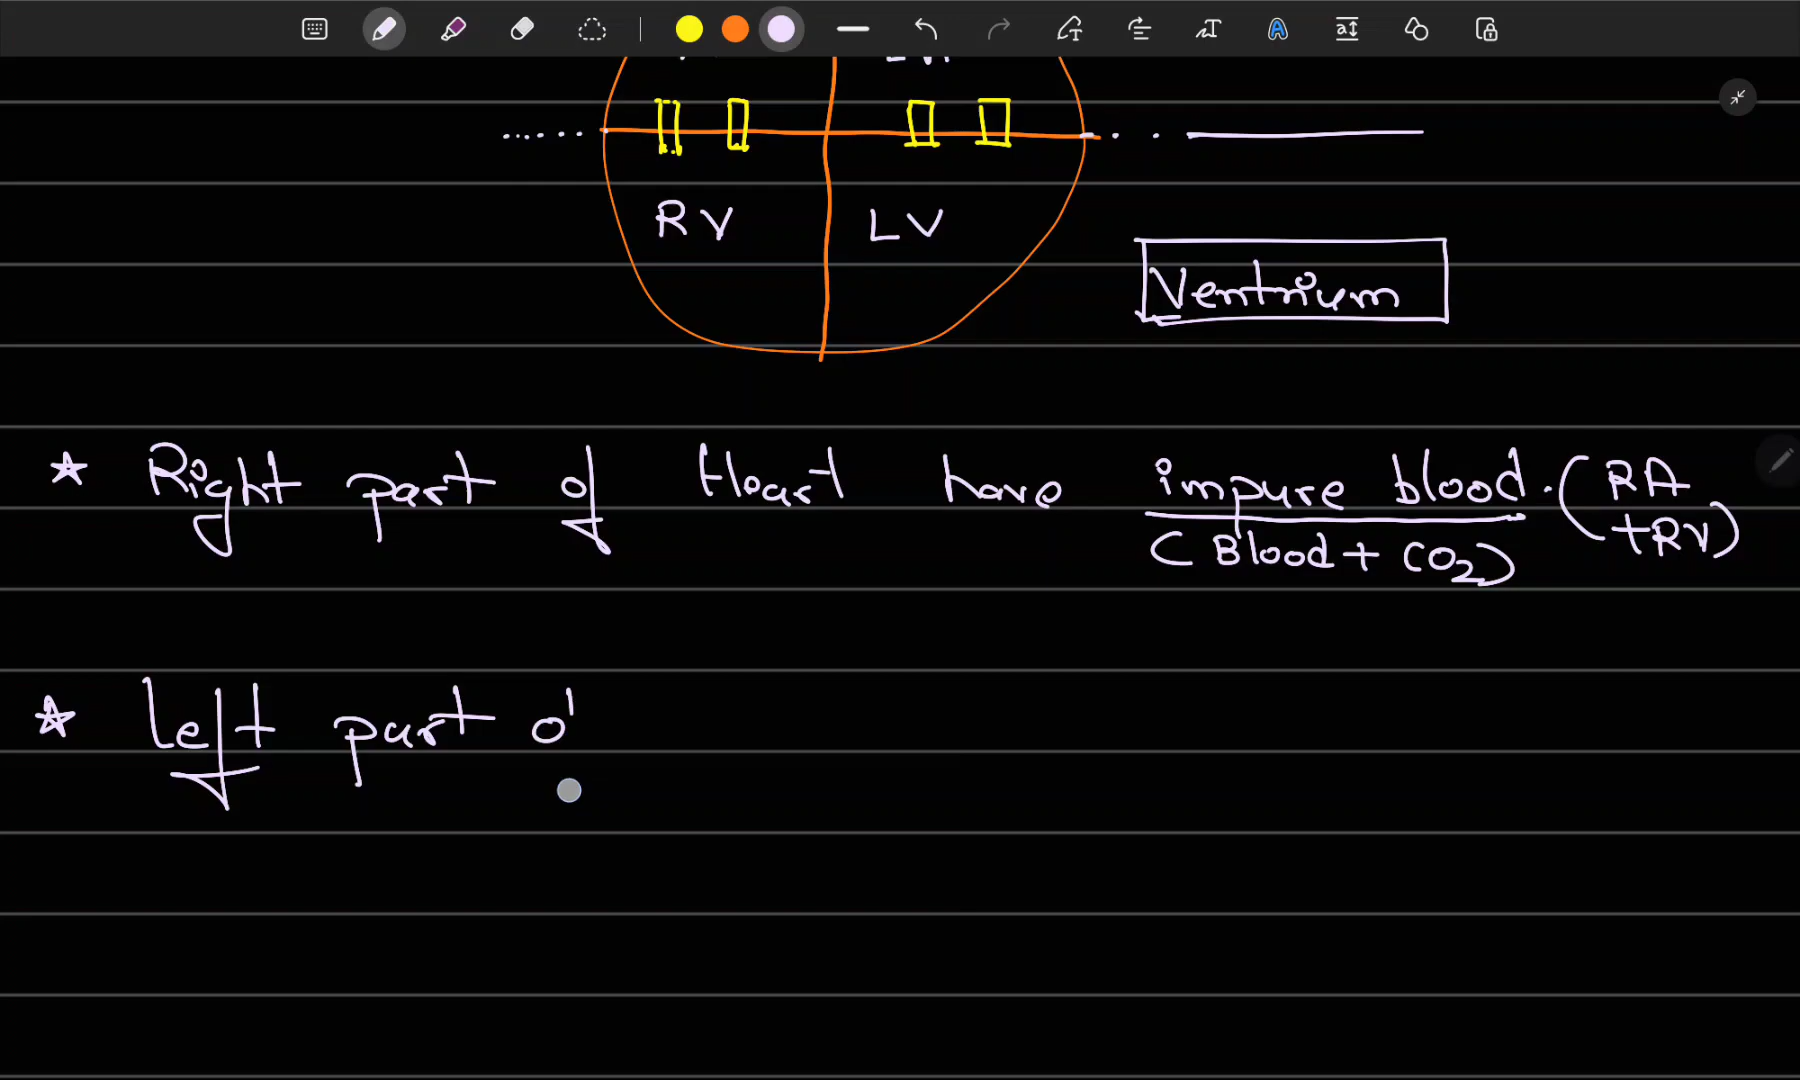 RV LV
Ventrium
★ Right part of Heart have impure blood. (RA
(Blood + CO2) +RV)
★ Left part o